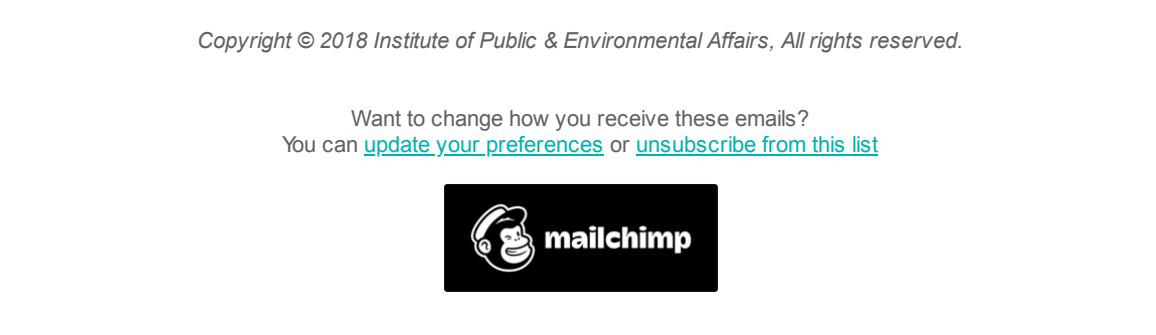 Copyright © 2018 Institute of Public & Environmental Affairs, All rights reserved.
Want to change how you receive these emails?
You can update your preferences or unsubscribe from this list
mailchimp